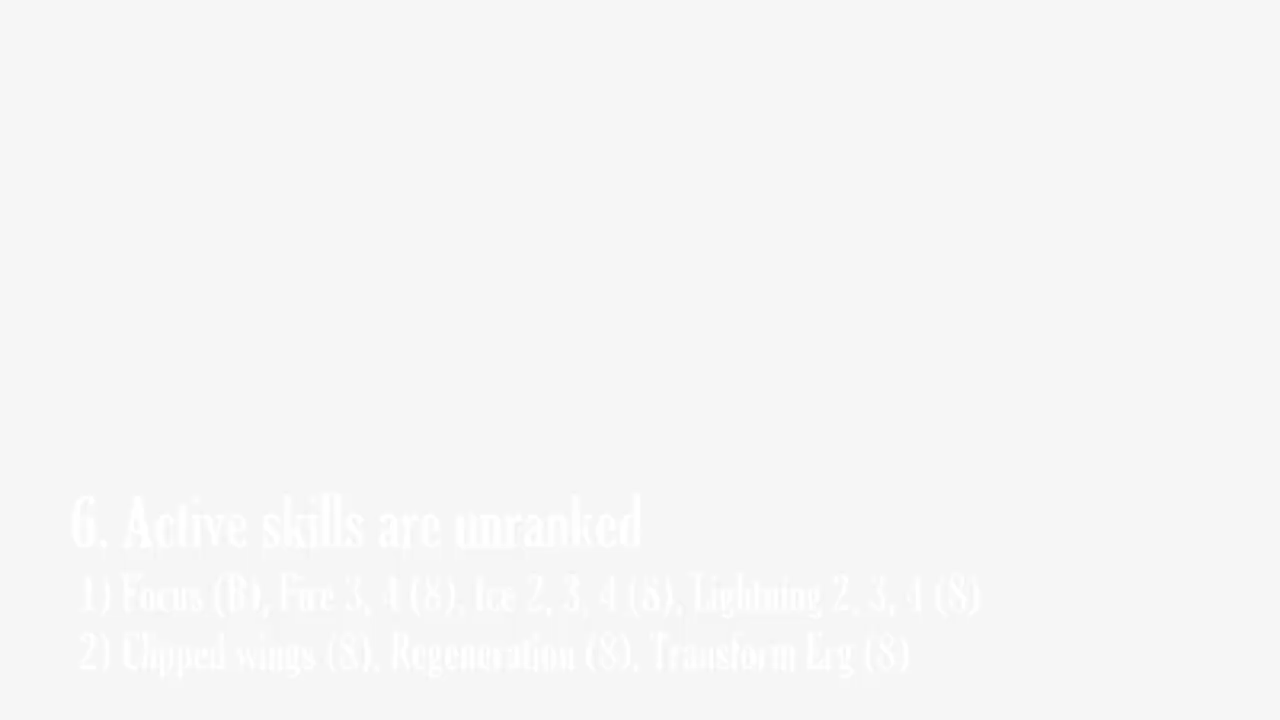 6. Active skills are unranked
1) Focus (R), Fire 3, 4 (8), Ice 2, 3, 4 (8), Lightning 2, 3, 4 (8)
2) Clipped wings (8), Regeneration (8), Transform Erg (8)